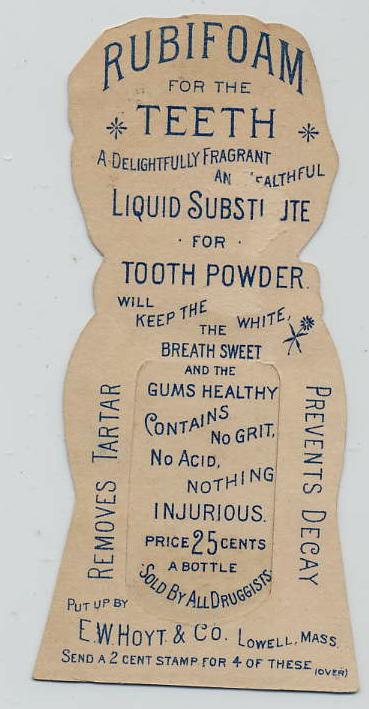 RUBIFOAM
FOR THE
TEETH
A DELIGHTFULLY FRAGRANT
AN EALTHFUL
LIQUID SUBSTI UTE
· FOR ·
TOOTH POWDER.
WILL
KEEP THE WHITE,
THE
BREATH SWEET
AND THE
GUMS HEALTHY
CONTAINS
NO GRIT,
NO ACID,
NOTHING
INJURIOUS.
PRICE 25 CENTS
A BOTTLE
SOLD BY ALL DRUGGISTS.
REMOVES TARTAR
PREVENTS DECAY
PUT UP BY
E.W. HOYT & CO. LOWELL, MASS.
SEND A 2 CENT STAMP FOR 4 OF THESE (OVER)